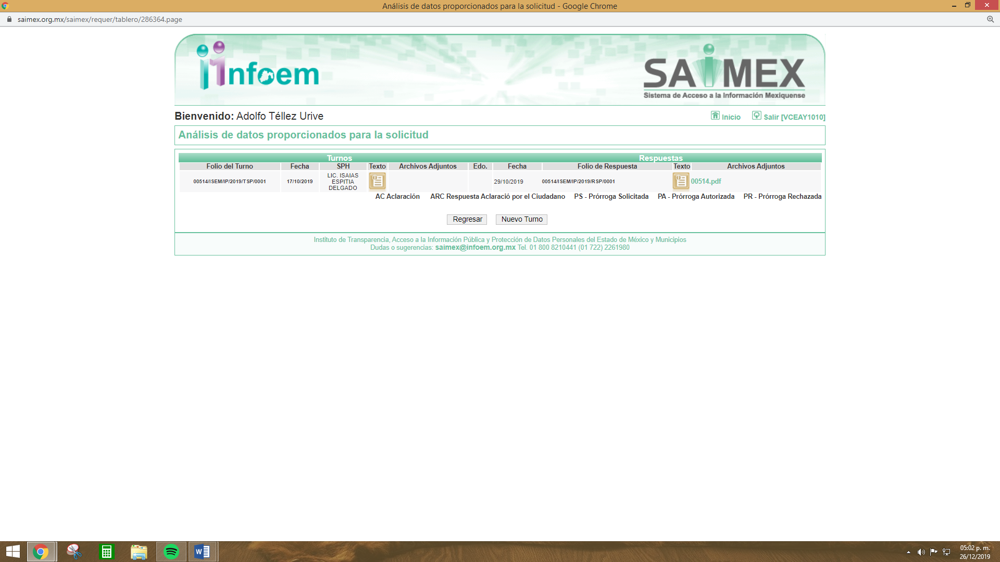 Análisis de datos proporcionados para la solicitud - Google Chrome
saimex.org.mx/saimex/requer/tablero/286364.page
infoem
SAIMEX
Sistema de Acceso a la Información Mexiquense
Bienvenido: Adolfo Téllez Urive
Inicio Salir [VCEAY1010]
Análisis de datos proporcionados para la solicitud
Turnos Respuestas
Folio del Turno Fecha SPH Texto Archivos Adjuntos Edo. Fecha Folio de Respuesta Texto Archivos Adjuntos
00514/ISEM/IP/2019/TSP/0001 17/10/2019 LIC. ISAIAS ESPITIA DELGADO 29/10/2019 00514/ISEM/IP/2019/RSP/0001 00514.pdf
AC Aclaración ARC Respuesta Aclaració por el Ciudadano PS - Prórroga Solicitada PA - Prórroga Autorizada PR - Prórroga Rechazada
Regresar Nuevo Turno
Instituto de Transparencia, Acceso a la Información Pública y Protección de Datos Personales del Estado de México y Municipios
Dudas o sugerencias: saimex@infoem.org.mx Tel. 01 800 8210441 (01 722) 2261980
05:02 p. m.
26/12/2019